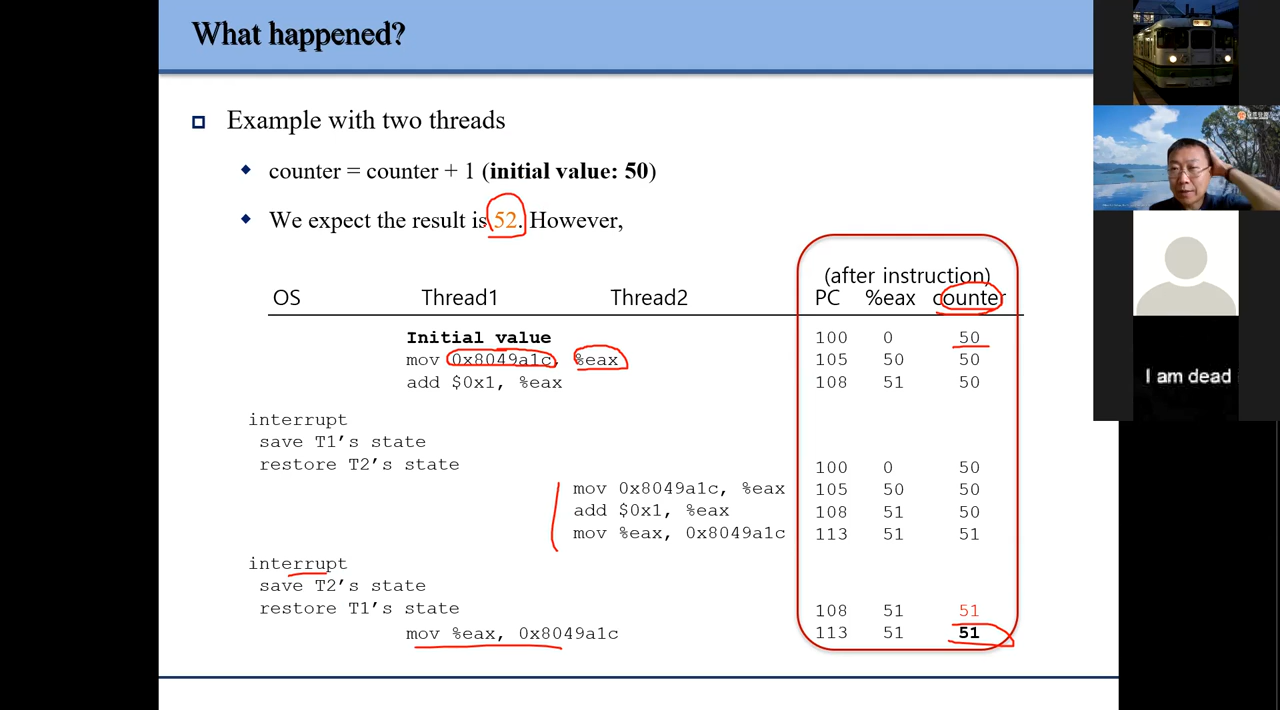 What happened?
Example with two threads
counter = counter + 1 (initial value: 50)
We expect the result is 52. However,
(after instruction)
OS Thread1 Thread2 PC %eax counter
Initial value 100 0 50
mov 0x8049a1c, %eax 105 50 50
add $0x1, %eax 108 51 50
interrupt
save T1’s state
restore T2’s state 100 0 50
mov 0x8049a1c, %eax 105 50 50
add $0x1, %eax 108 51 50
mov %eax, 0x8049a1c 113 51 51
interrupt
save T2’s state
restore T1’s state 108 51 51
mov %eax, 0x8049a1c 113 51 51
I am dead